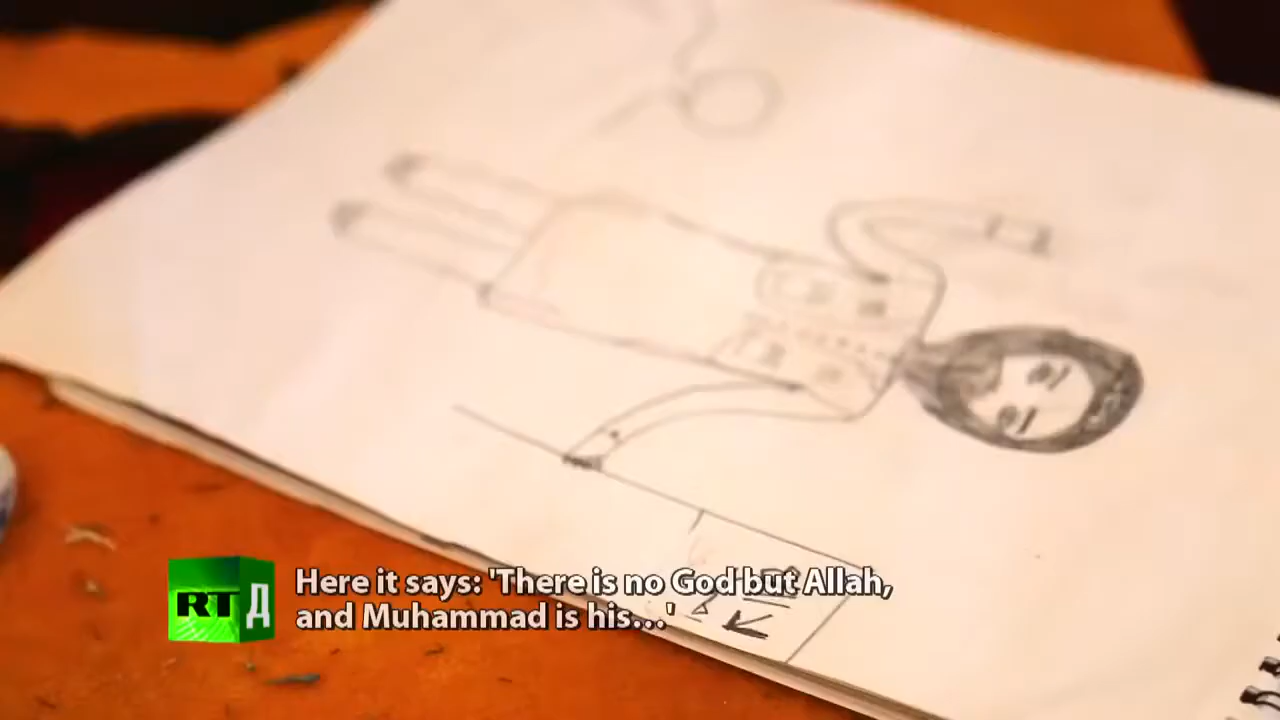 RT Д
Here it says: 'There is no God but Allah,
and Muhammad is his...'